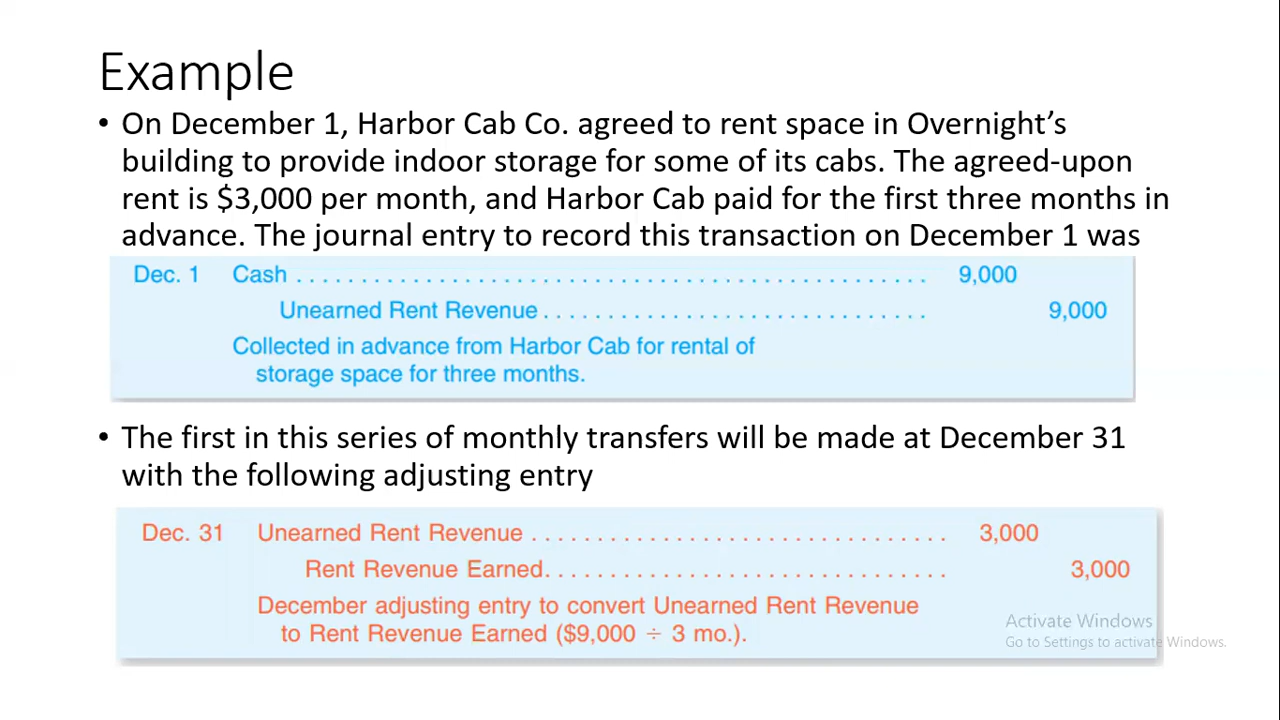 Example
• On December 1, Harbor Cab Co. agreed to rent space in Overnight’s
building to provide indoor storage for some of its cabs. The agreed-upon
rent is $3,000 per month, and Harbor Cab paid for the first three months in
advance. The journal entry to record this transaction on December 1 was
Dec. 1 Cash . . . . . . . . . . . . . . . . . . . . . . . . . . . . . . . . . . . . . . . . . . . . . . . . . . 9,000
Unearned Rent Revenue . . . . . . . . . . . . . . . . . . . . . . . . . . . . . . 9,000
Collected in advance from Harbor Cab for rental of
storage space for three months.
• The first in this series of monthly transfers will be made at December 31
with the following adjusting entry
Dec. 31 Unearned Rent Revenue . . . . . . . . . . . . . . . . . . . . . . . . . . . . . . . . 3,000
Rent Revenue Earned. . . . . . . . . . . . . . . . . . . . . . . . . . . . . . . 3,000
December adjusting entry to convert Unearned Rent Revenue
to Rent Revenue Earned ($9,000 ÷ 3 mo.).
Activate Windows
Go to Settings to activate Windows.